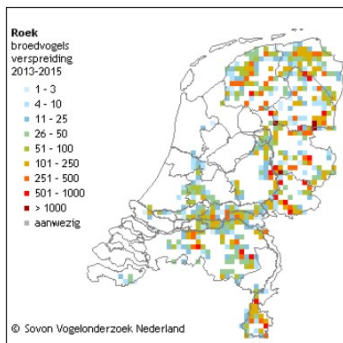 Roek
broedvogels
verspreiding
2013-2015
1 - 3
4 - 10
11 - 25
26 - 50
51 - 100
101 - 250
251 - 500
501 - 1000
> 1000
aanwezig
© Sovon Vogelonderzoek Nederland